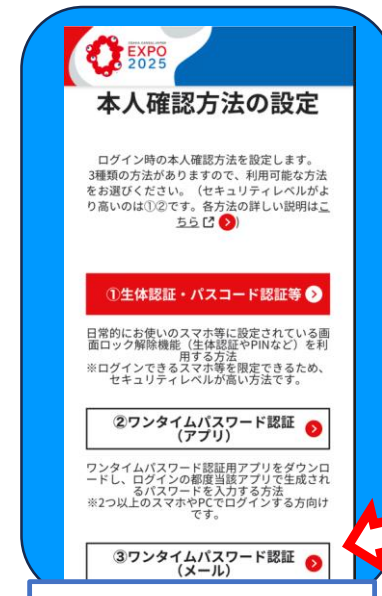 EXPO
2025
本人確認方法の設定
ログイン時の本人確認方法を設定します。
3種類の方法がありますので、利用可能な方法
をお選びください。（セキュリティレベルがよ
り高いのは①②です。各方法の詳しい説明はこ
ちら)
①生体認証・パスコード認証等
日常的にお使いのスマホ等に設定されている画
面ロック解除機能（生体認証やPINなど）を利
用する方法
※ログインできるスマホ等を限定できるため、
セキュリティレベルが高い方法です。
②ワンタイムパスワード認証
（アプリ）
ワンタイムパスワード認証用アプリをダウンロ
ードし、ログインの都度当該アプリで生成され
るパスワードを入力する方法
※2つ以上のスマホやPCでログインする方向け
です。
③ワンタイムパスワード認証
（メール）